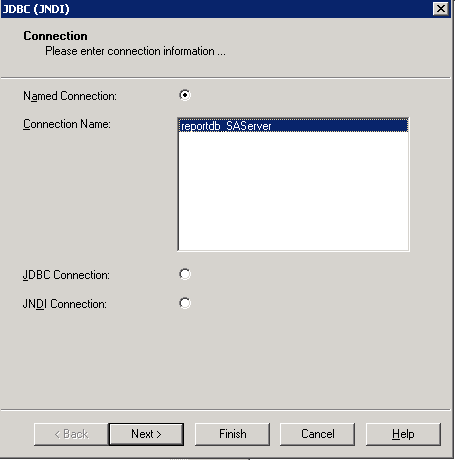 JDBC (JNDI)
Connection
Please enter connection information ...
Named Connection:
Connection Name:
reportdb_SAServer
JDBC Connection:
JNDI Connection:
< Back
Next >
Finish
Cancel
Help